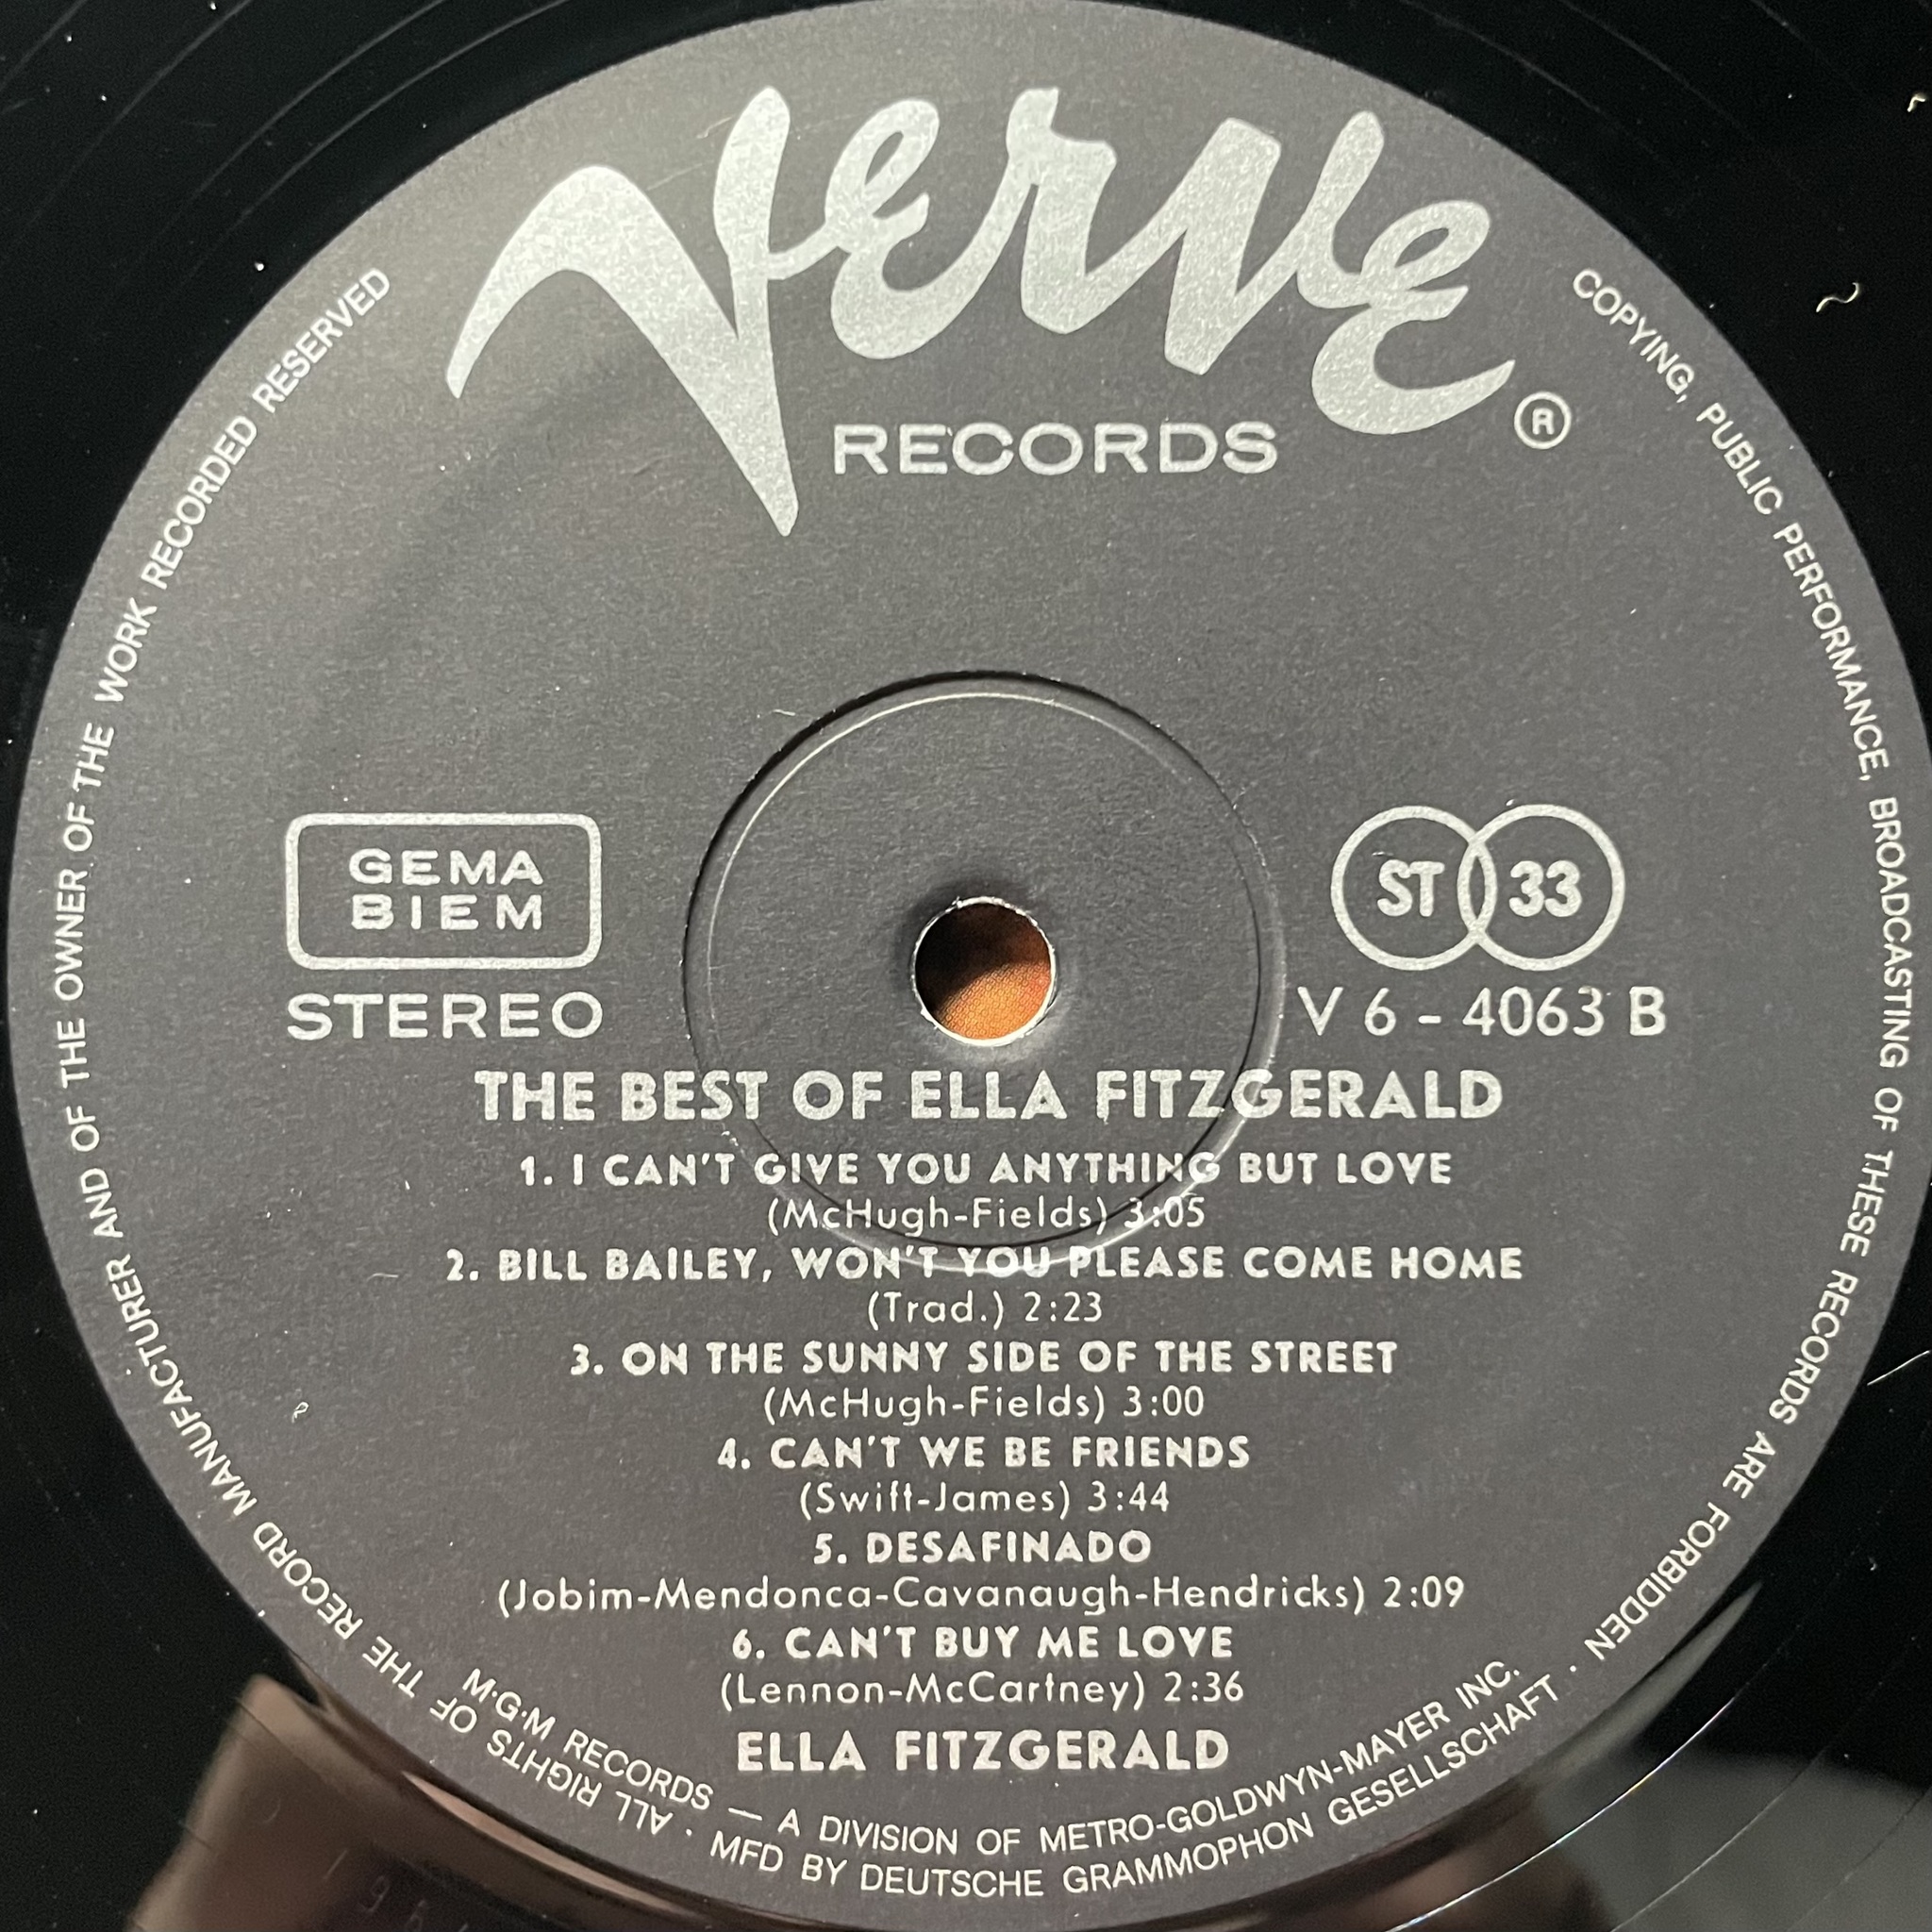 Verve
RECORDS
®
GEMA
BIEM
STEREO
ST 33
V 6 - 4063 B
THE BEST OF ELLA FITZGERALD
1. I CAN'T GIVE YOU ANYTHING BUT LOVE
(McHugh-Fields) 3:05
2. BILL BAILEY, WON'T YOU PLEASE COME HOME
(Trad.) 2:23
3. ON THE SUNNY SIDE OF THE STREET
(McHugh-Fields) 3:00
4. CAN'T WE BE FRIENDS
(Swift-James) 3:44
5. DESAFINADO
(Jobim-Mendonca-Cavanaugh-Hendricks) 2:09
6. CAN'T BUY ME LOVE
(Lennon-McCartney) 2:36
ELLA FITZGERALD
M·G·M RECORDS — A DIVISION OF METRO-GOLDWYN-MAYER INC.
· MFD BY DEUTSCHE GRAMMOPHON GESELLSCHAFT ·
ALL RIGHTS OF THE RECORD MANUFACTURER AND OF THE OWNER OF THE WORK RECORDED RESERVED
COPYING, PUBLIC PERFORMANCE, BROADCASTING OF THESE RECORDS ARE FORBIDDEN